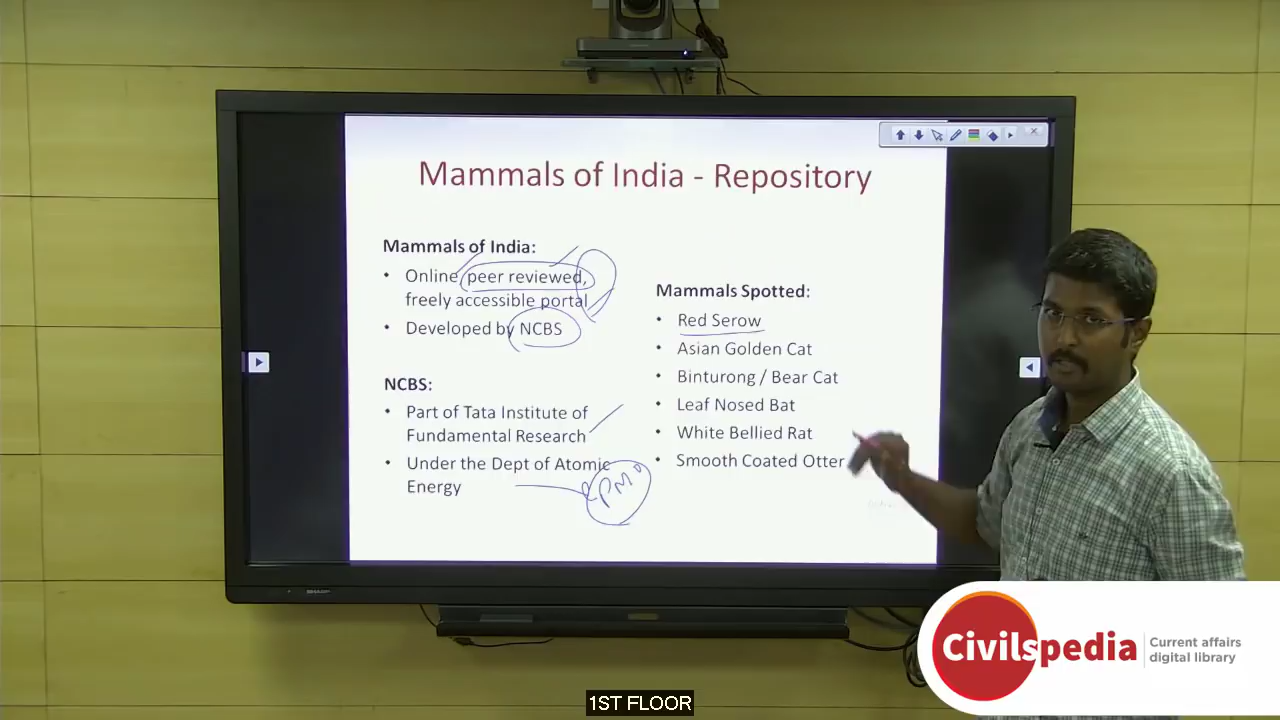 Mammals of India - Repository
Mammals of India:
• Online peer reviewed,
freely accessible portal
• Developed by NCBS
NCBS:
• Part of Tata Institute of
Fundamental Research
• Under the Dept of Atomic
Energy
PMO
Mammals Spotted:
• Red Serow
• Asian Golden Cat
• Binturong / Bear Cat
• Leaf Nosed Bat
• White Bellied Rat
• Smooth Coated Otter
SHARP
Civilspedia
Current affairs
digital library
1ST FLOOR